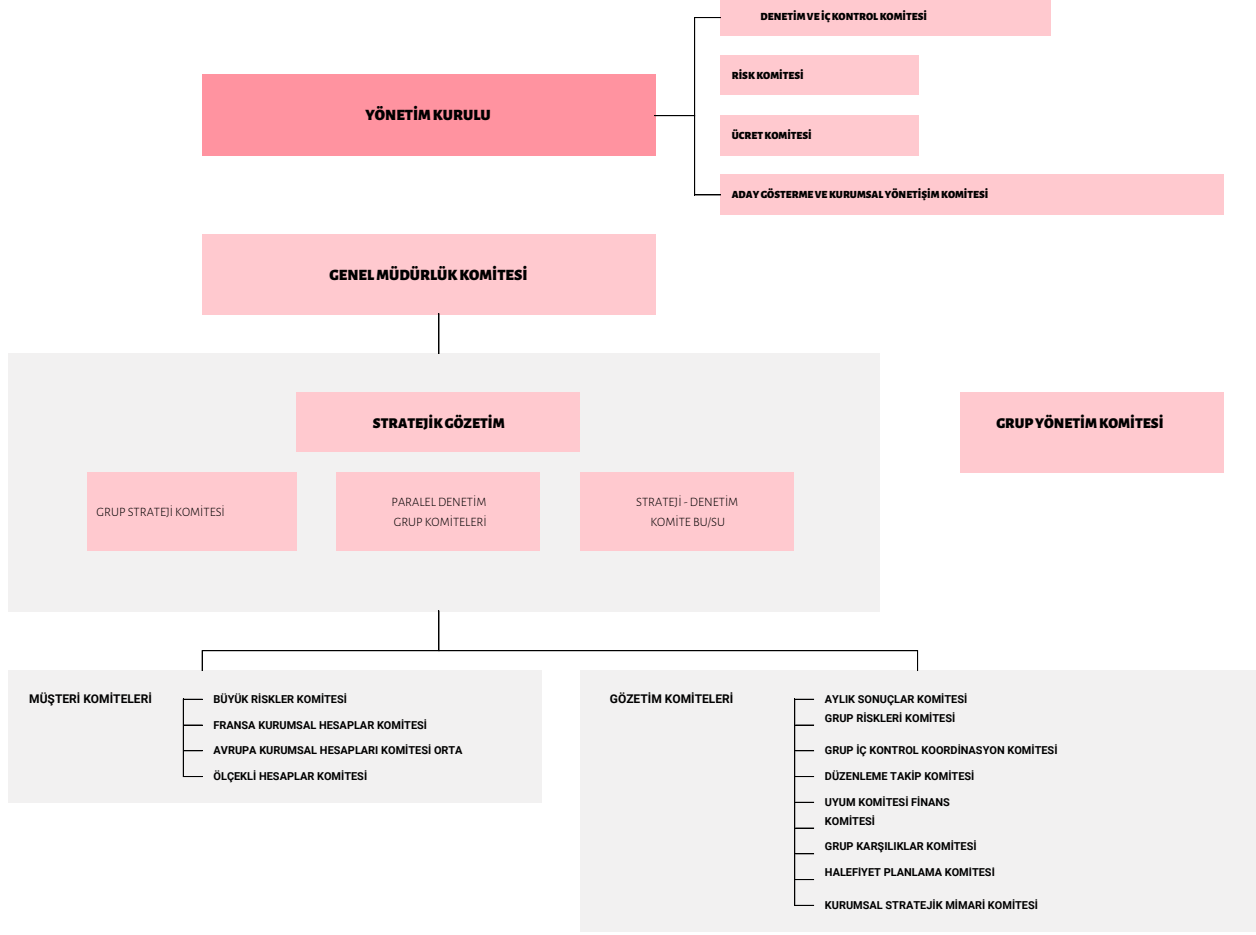 DENETİM VE İÇ KONTROL KOMİTESİ
RİSK KOMİTESİ
YÖNETİM KURULU
ÜCRET KOMİTESİ
ADAY GÖSTERME VE KURUMSAL YÖNETİŞİM KOMİTESİ
GENEL MÜDÜRLÜK KOMİTESİ
STRATEJİK GÖZETİM
GRUP YÖNETİM KOMİTESİ
GRUP STRATEJİ KOMİTESİ
PARALEL DENETİM
GRUP KOMİTELERİ
STRATEJİ - DENETİM
KOMİTE BU/SU
MÜŞTERİ KOMİTELERİ
BÜYÜK RİSKLER KOMİTESİ
FRANSA KURUMSAL HESAPLAR KOMİTESİ
AVRUPA KURUMSAL HESAPLARI KOMİTESİ ORTA
ÖLÇEKLİ HESAPLAR KOMİTESİ
GÖZETİM KOMİTELERİ
AYLIK SONUÇLAR KOMİTESİ
GRUP RİSKLERİ KOMİTESİ
GRUP İÇ KONTROL KOORDİNASYON KOMİTESİ
DÜZENLEME TAKİP KOMİTESİ
UYUM KOMİTESİ FİNANS
KOMİTESİ
GRUP KARŞILIKLAR KOMİTESİ
HALEFİYET PLANLAMA KOMİTESİ
KURUMSAL STRATEJİK MİMARİ KOMİTESİ